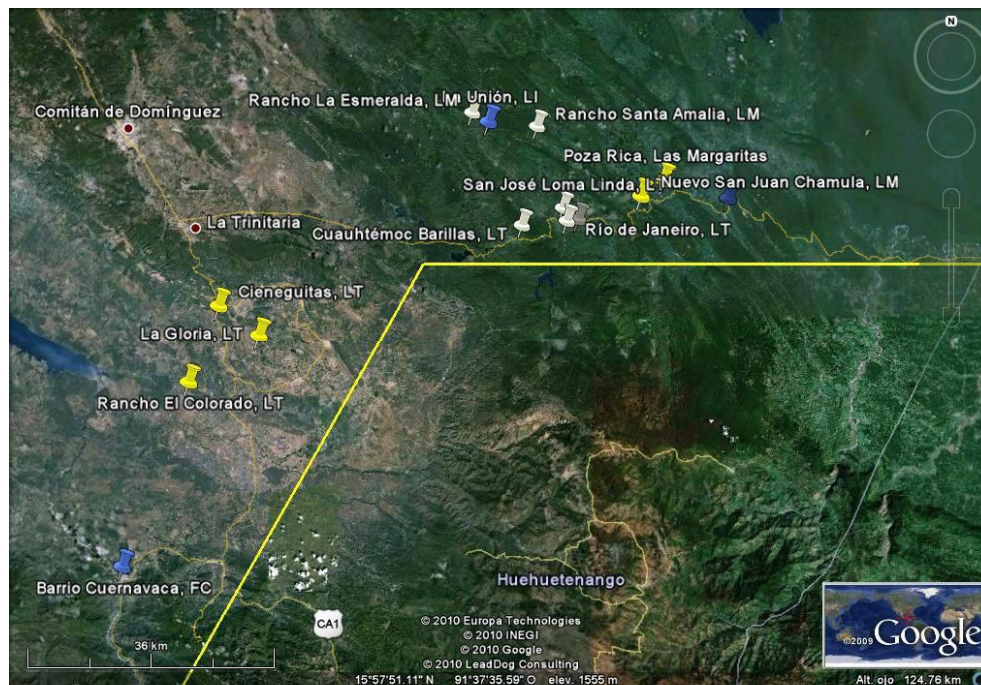 N
Comitán de Domínguez
Rancho La Esmeralda, LM
Unión, LI
Rancho Santa Amalia, LM
Poza Rica, Las Margaritas
San José Loma Linda, L
Nuevo San Juan Chamula, LM
La Trinitaria
Cuauhtémoc Barillas, LT
Río de Janeiro, LT
Cieneguitas, LT
La Gloria, LT
Rancho El Colorado, LT
Barrio Cuernavaca, FC
Huehuetenango
CA1
36 km
© 2010 Europa Technologies
© 2010 INEGI
© 2010 Google
© 2010 LeadDog Consulting
©2009 Google
15°57'51.11" N 91°37'35.59" O elev. 1555 m
Alt. ojo 124.76 km